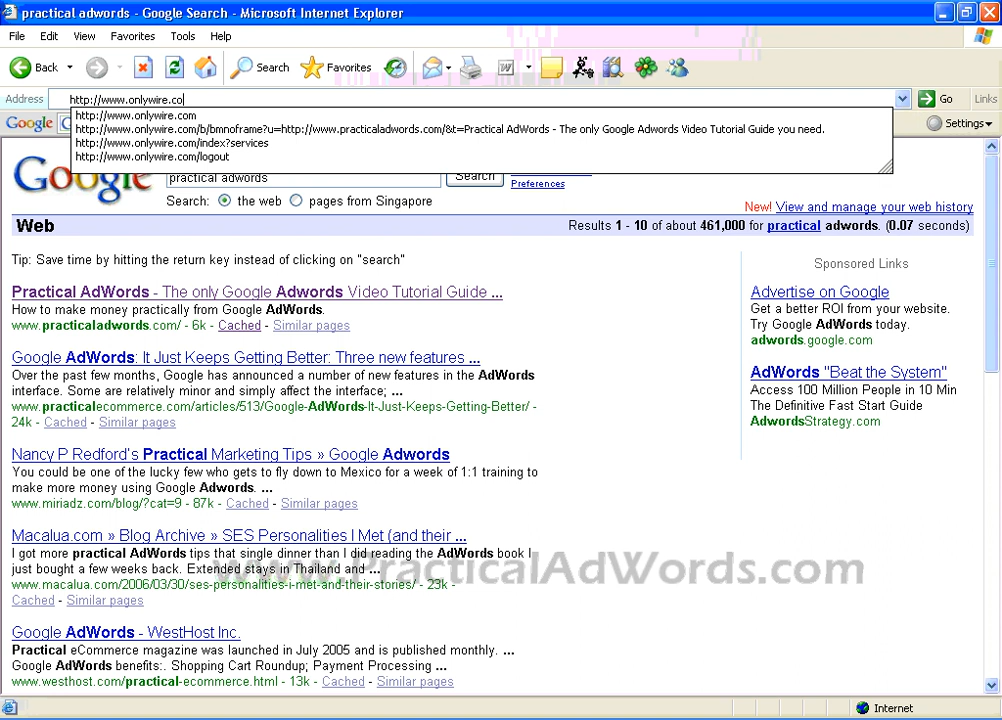 practical adwords - Google Search - Microsoft Internet Explorer
File Edit View Favorites Tools Help
Back Search Favorites
Address http://www.onlywire.co Go Links
http://www.onlywire.com
Google Settings
http://www.onlywire.com/b/bmnoframe?u=http://www.practicaladwords.com/&t=Practical AdWords - The only Google Adwords Video Tutorial Guide you need.
http://www.onlywire.com/index?services
http://www.onlywire.com/logout
Google practical adwords Search Preferences
Search: the web pages from Singapore
New! View and manage your web history
Web Results 1 - 10 of about 461,000 for practical adwords. (0.07 seconds)
Tip: Save time by hitting the return key instead of clicking on "search"
Practical AdWords - The only Google Adwords Video Tutorial Guide ...
How to make money practically from Google AdWords.
www.practicaladwords.com/ - 6k - Cached - Similar pages
Google AdWords: It Just Keeps Getting Better: Three new features ...
Over the past few months, Google has announced a number of new features in the AdWords
interface. Some are relatively minor and simply affect the interface; ...
www.practicalecommerce.com/articles/513/Google-AdWords-It-Just-Keeps-Getting-Better/ -
24k - Cached - Similar pages
Nancy P Redford's Practical Marketing Tips » Google Adwords
You could be one of the lucky few who gets to fly down to Mexico for a week of 1:1 training to
make more money using Google Adwords. ...
www.miriadz.com/blog/?cat=9 - 87k - Cached - Similar pages
Macalua.com » Blog Archive » SES Personalities I Met (and their ...
I got more practical AdWords tips that single dinner than I did reading the AdWords book I
just bought a few weeks back. Extended stays in Thailand and ...
www.macalua.com/2006/03/30/ses-personalities-i-met-and-their-stories/ - 23k -
Cached - Similar pages
Google AdWords - WestHost Inc.
Practical eCommerce magazine was launched in July 2005 and is published monthly. ...
Google AdWords benefits:. Shopping Cart Roundup; Payment Processing ...
www.westhost.com/practical-ecommerce.html - 13k - Cached - Similar pages
Sponsored Links
Advertise on Google
Get a better ROI from your website.
Try Google AdWords today.
adwords.google.com
AdWords "Beat the System"
Access 100 Million People in 10 Min
The Definitive Fast Start Guide
AdwordsStrategy.com
www.PracticalAdWords.com
Internet